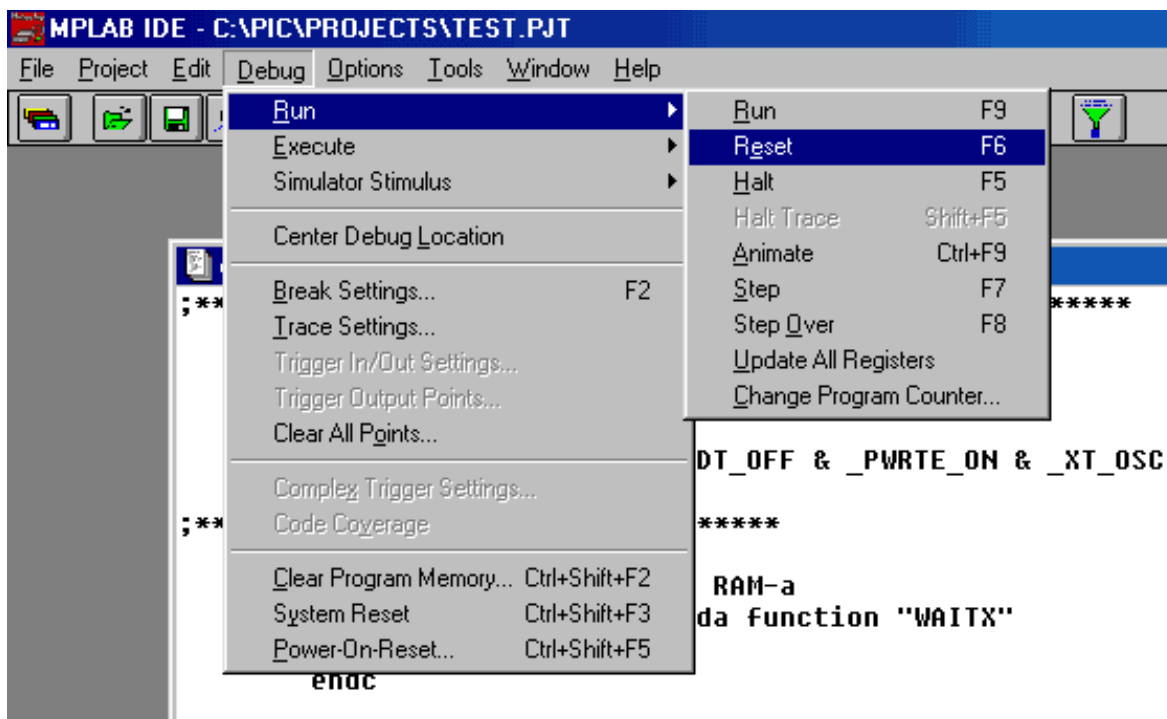 MPLAB IDE - C:\PIC\PROJECTS\TEST.PJT
File Project Edit Debug Options Tools Window Help
Run
Execute
Simulator Stimulus
Center Debug Location
Break Settings... F2
Trace Settings...
Trigger In/Out Settings...
Trigger Output Points...
Clear All Points...
Complex Trigger Settings...
Code Coverage
Clear Program Memory... Ctrl+Shift+F2
System Reset Ctrl+Shift+F3
Power-On-Reset... Ctrl+Shift+F5
Run F9
Reset F6
Halt F5
Halt Trace Shift+F5
Animate Ctrl+F9
Step F7
Step Over F8
Update All Registers
Change Program Counter...
;** *****
DT_OFF & _PWRTE_ON & _XT_OSC
;** *****
RAM-a
da function "WAITX"
endc